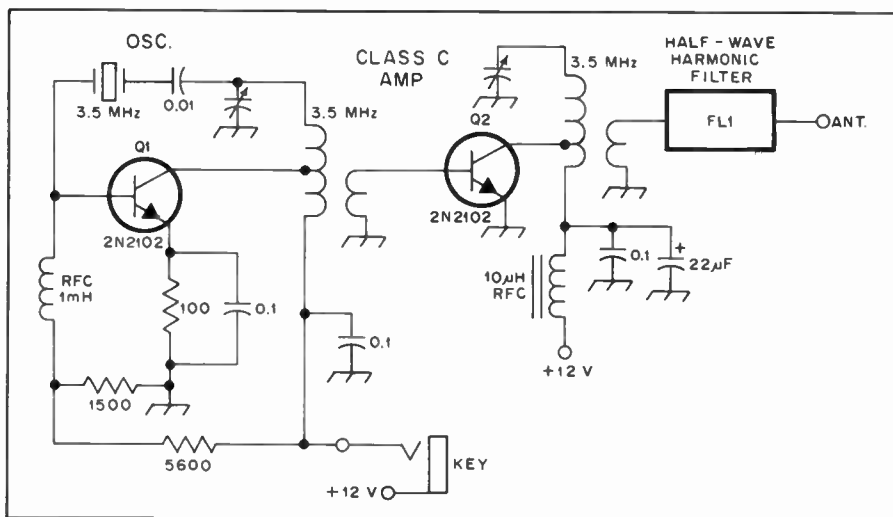 OSC.
CLASS C
AMP
HALF-WAVE
HARMONIC
FILTER
3.5 MHz
0.01
3.5 MHz
3.5 MHz
Q1
Q2
FL1
ANT.
2N2102
2N2102
RFC
1mH
100
0.1
0.1
10µH
RFC
0.1
+
22µF
+12 V
1500
5600
KEY
+12 V